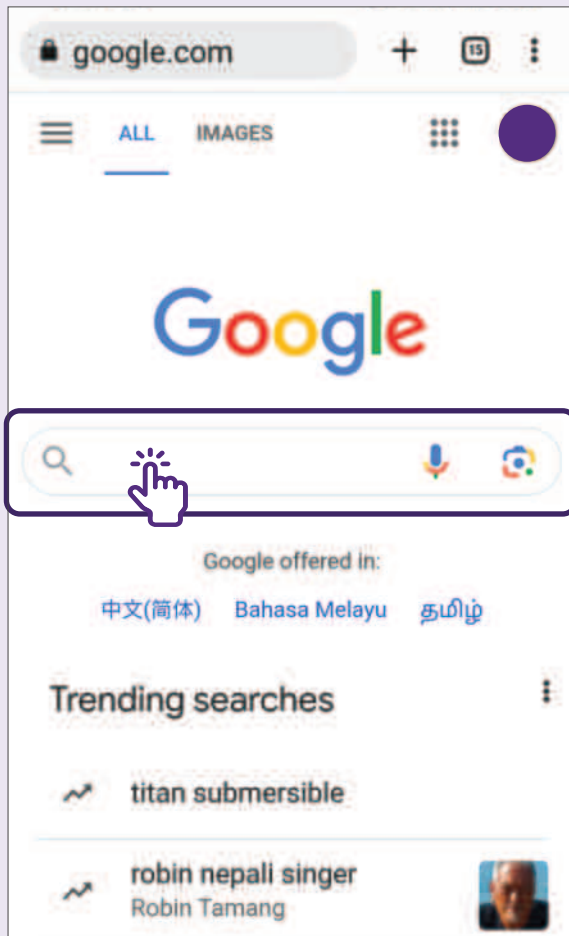 google.com 15
ALL IMAGES
Google
Google offered in:
中文(简体) Bahasa Melayu தமிழ்
Trending searches
titan submersible
robin nepali singer
Robin Tamang